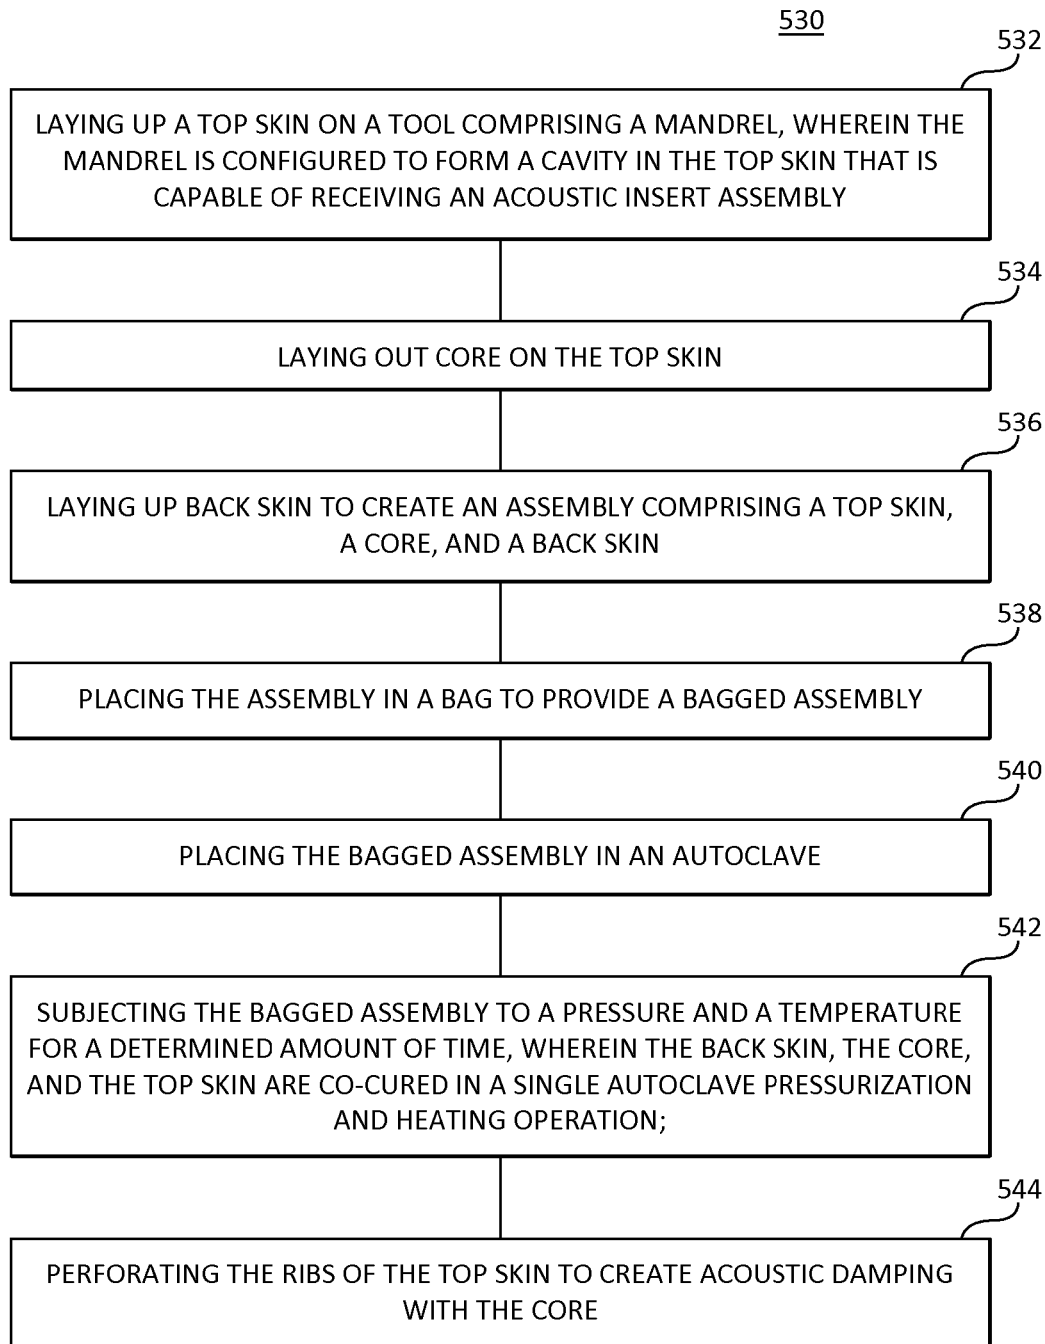 530
532
LAYING UP A TOP SKIN ON A TOOL COMPRISING A MANDREL, WHEREIN THE
MANDREL IS CONFIGURED TO FORM A CAVITY IN THE TOP SKIN THAT IS
CAPABLE OF RECEIVING AN ACOUSTIC INSERT ASSEMBLY
534
LAYING OUT CORE ON THE TOP SKIN
536
LAYING UP BACK SKIN TO CREATE AN ASSEMBLY COMPRISING A TOP SKIN,
A CORE, AND A BACK SKIN
538
PLACING THE ASSEMBLY IN A BAG TO PROVIDE A BAGGED ASSEMBLY
540
PLACING THE BAGGED ASSEMBLY IN AN AUTOCLAVE
542
SUBJECTING THE BAGGED ASSEMBLY TO A PRESSURE AND A TEMPERATURE
FOR A DETERMINED AMOUNT OF TIME, WHEREIN THE BACK SKIN, THE CORE,
AND THE TOP SKIN ARE CO-CURED IN A SINGLE AUTOCLAVE PRESSURIZATION
AND HEATING OPERATION;
544
PERFORATING THE RIBS OF THE TOP SKIN TO CREATE ACOUSTIC DAMPING
WITH THE CORE